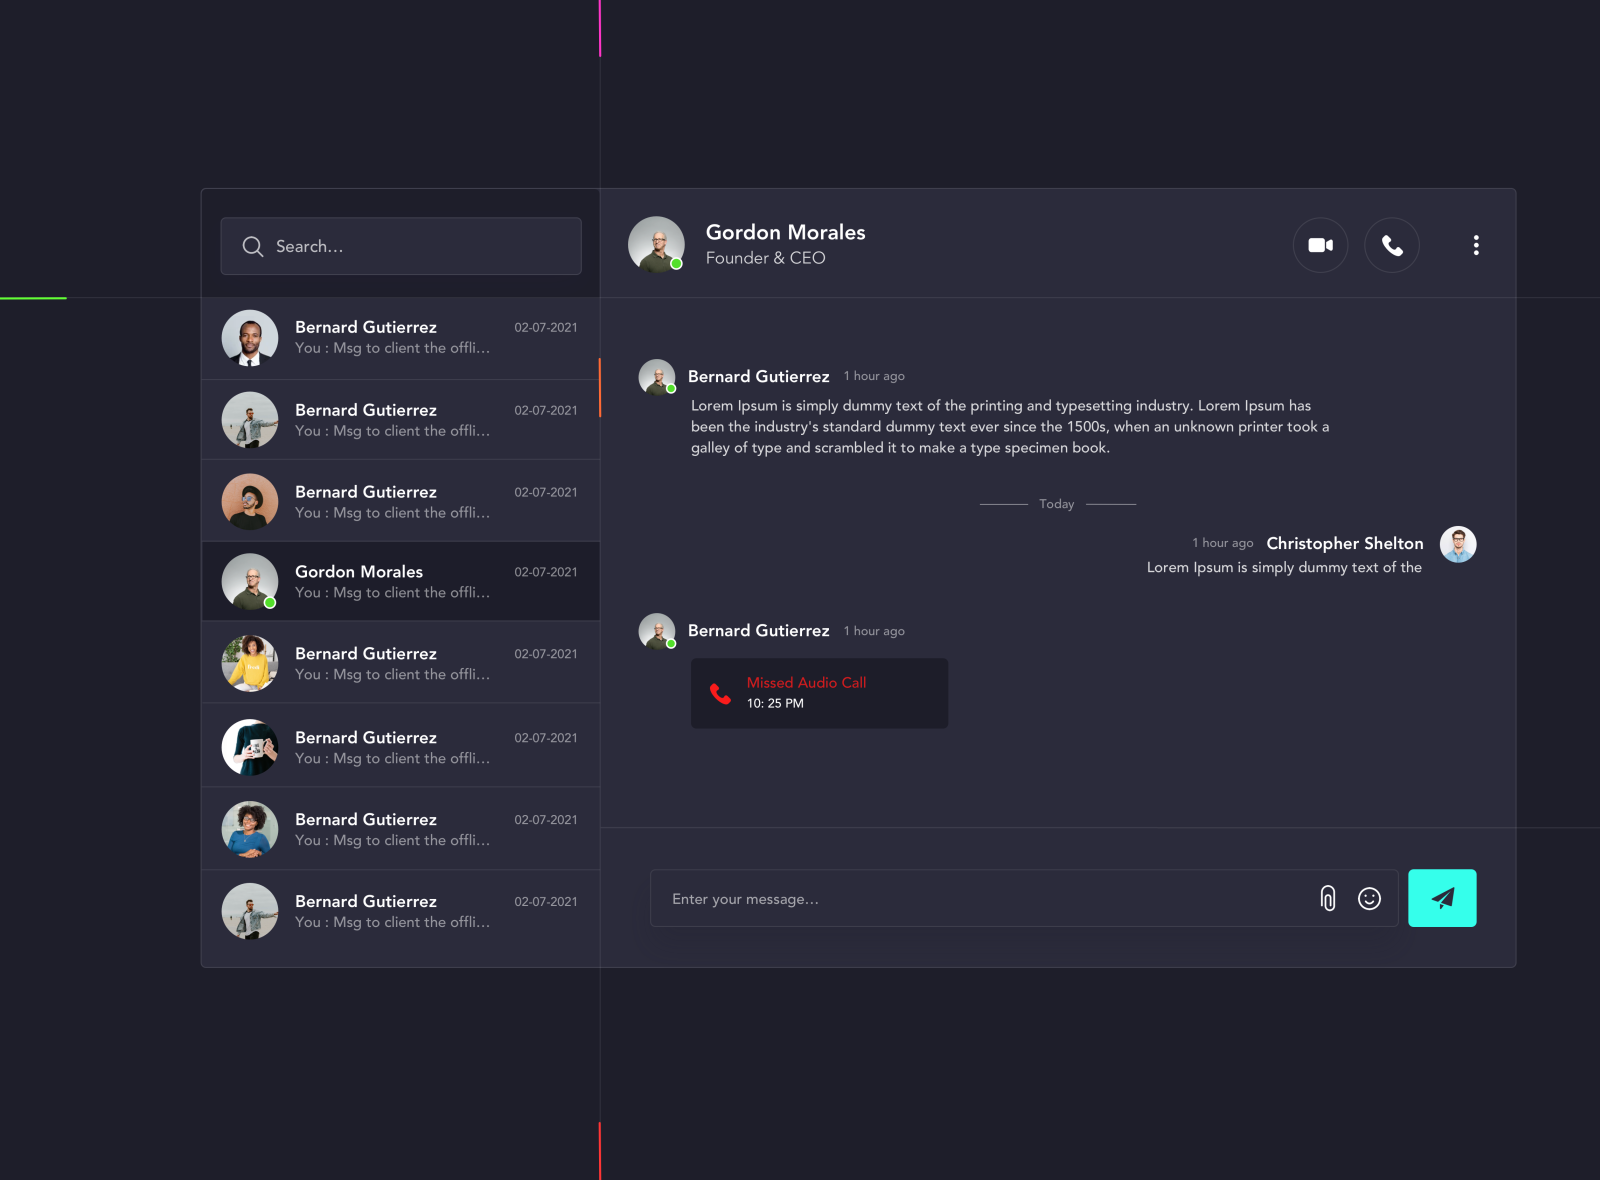 Search...
Bernard Gutierrez 02-07-2021
You : Msg to client the offli...
Bernard Gutierrez 02-07-2021
You : Msg to client the offli...
Bernard Gutierrez 02-07-2021
You : Msg to client the offli...
Gordon Morales 02-07-2021
You : Msg to client the offli...
Bernard Gutierrez 02-07-2021
You : Msg to client the offli...
Bernard Gutierrez 02-07-2021
You : Msg to client the offli...
Bernard Gutierrez 02-07-2021
You : Msg to client the offli...
Bernard Gutierrez 02-07-2021
You : Msg to client the offli...
Gordon Morales
Founder & CEO
Bernard Gutierrez 1 hour ago
Lorem Ipsum is simply dummy text of the printing and typesetting industry. Lorem Ipsum has
been the industry's standard dummy text ever since the 1500s, when an unknown printer took a
galley of type and scrambled it to make a type specimen book.
Today
1 hour ago Christopher Shelton
Lorem Ipsum is simply dummy text of the
Bernard Gutierrez 1 hour ago
Missed Audio Call
10: 25 PM
Enter your message...